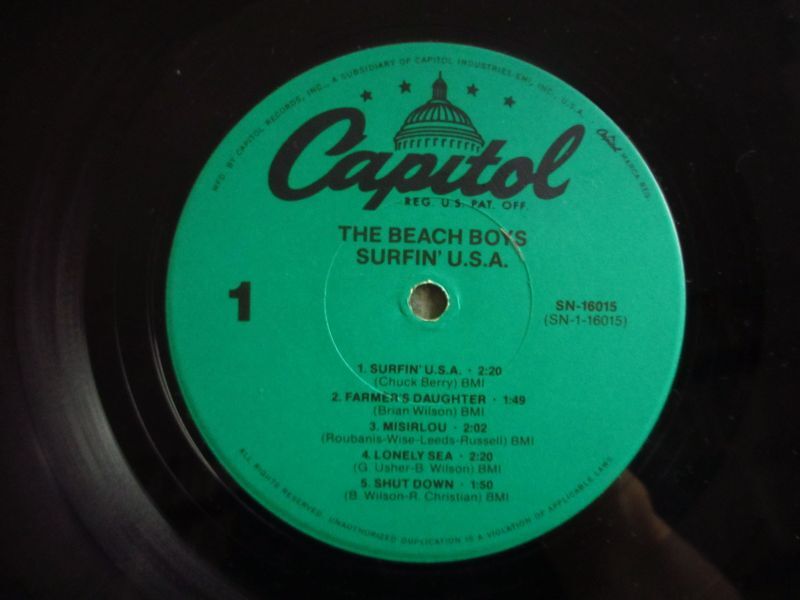 MFD. BY CAPITOL RECORDS, INC., A SUBSIDIARY OF CAPITOL INDUSTRIES-EMI, INC., U.S.A. · Capitol MARCA REG.
Capitol
REG. U.S. PAT. OFF.
THE BEACH BOYS
SURFIN' U.S.A.
1
SN-16015
(SN-1-16015)
1. SURFIN' U.S.A. · 2:20
(Chuck Berry) BMI
2. FARMER'S DAUGHTER · 1:49
(Brian Wilson) BMI
3. MISIRLOU · 2:02
(Roubanis-Wise-Leeds-Russell) BMI
4. LONELY SEA · 2:20
(G. Usher-B. Wilson) BMI
5. SHUT DOWN · 1:50
(B. Wilson-R. Christian) BMI
ALL RIGHTS RESERVED. UNAUTHORIZED DUPLICATION IS A VIOLATION OF APPLICABLE LAWS.